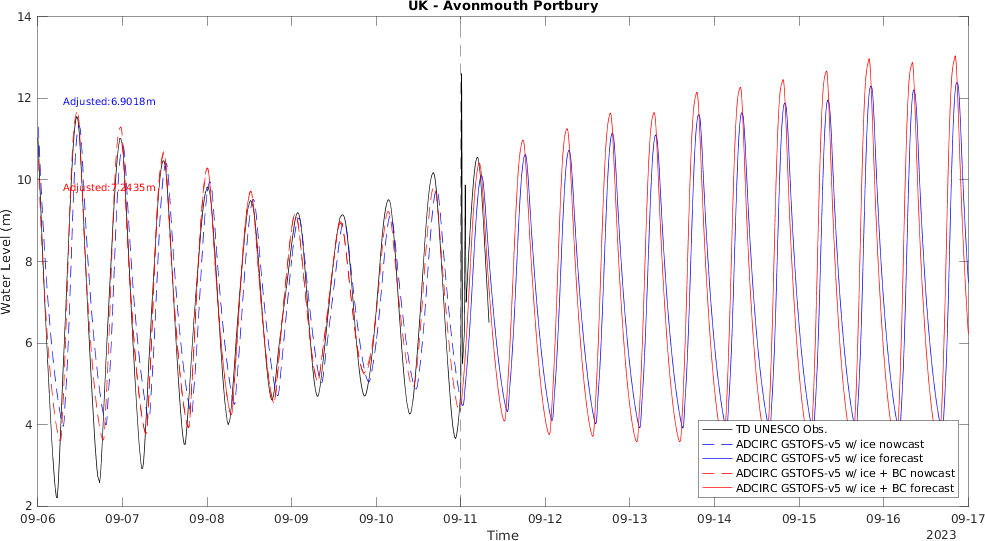 UK - Avonmouth Portbury
14
12
10
8
6
4
2
Water Level (m)
Adjusted:6.9018m
Adjusted:7.2435m
TD UNESCO Obs.
ADCIRC GSTOFS-v5 w/ ice nowcast
ADCIRC GSTOFS-v5 w/ ice forecast
ADCIRC GSTOFS-v5 w/ ice + BC nowcast
ADCIRC GSTOFS-v5 w/ ice + BC forecast
09-06 09-07 09-08 09-09 09-10 09-11 09-12 09-13 09-14 09-15 09-16 09-17
Time
2023